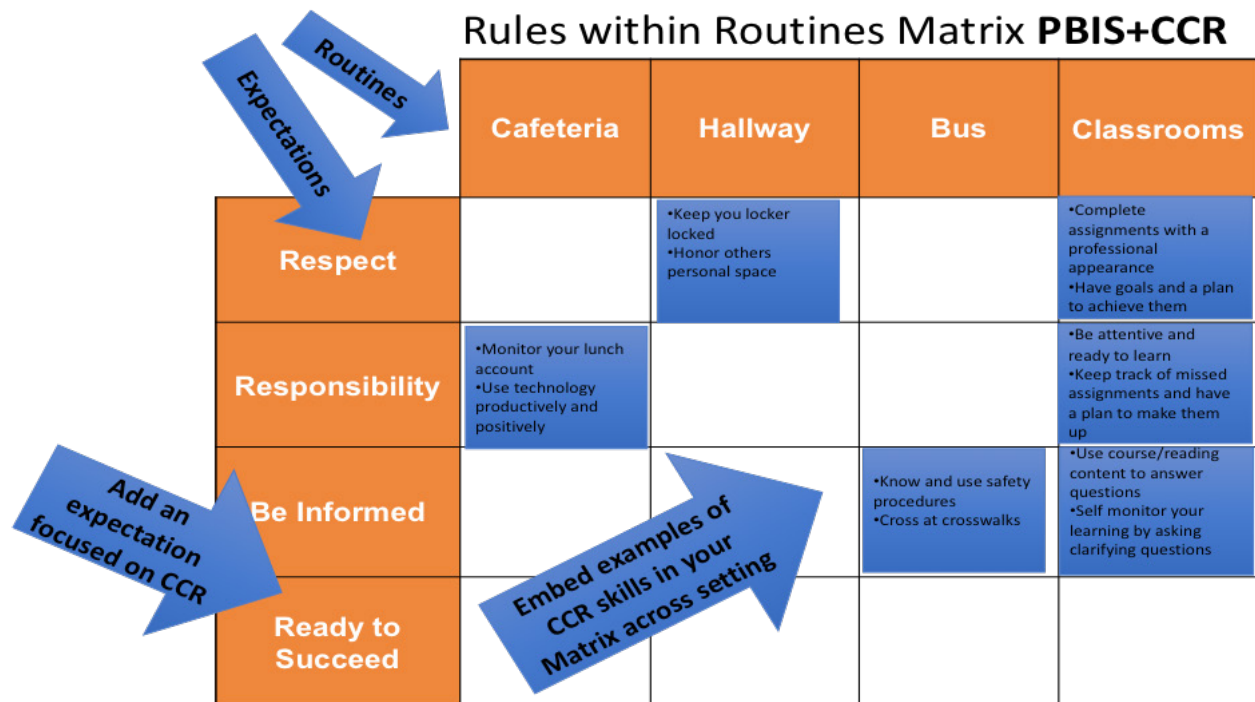 Rules within Routines Matrix PBIS+CCR
Routines
Expectations
Cafeteria
Hallway
Bus
Classrooms
Respect
•Keep you locker
locked
•Honor others
personal space
•Complete
assignments with a
professional
appearance
•Have goals and a plan
to achieve them
Responsibility
•Monitor your lunch
account
•Use technology
productively and
positively
•Be attentive and
ready to learn
•Keep track of missed
assignments and have
a plan to make them
up
Add an
expectation
focused on CCR
Be Informed
Embed examples of
CCR skills in your
Matrix across setting
•Know and use safety
procedures
•Cross at crosswalks
•Use course/reading
content to answer
questions
•Self monitor your
learning by asking
clarifying questions
Ready to
Succeed